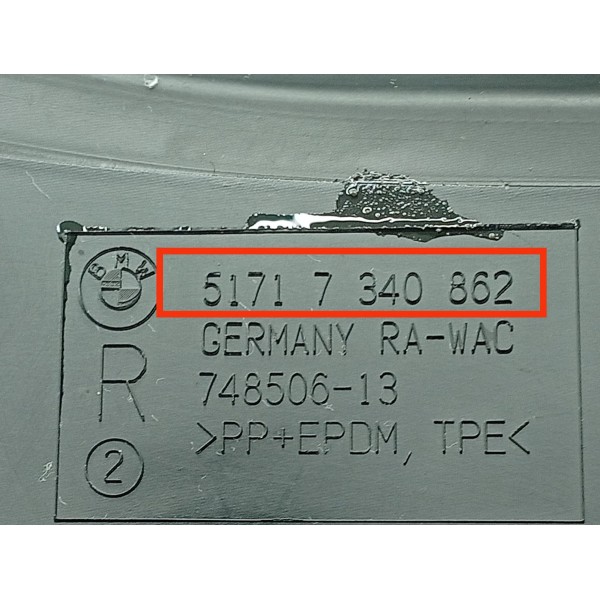 BMW
5171 7 340 862
GERMANY RA-WAC
R
748506-13
>PP+EPDM, TPE<
2